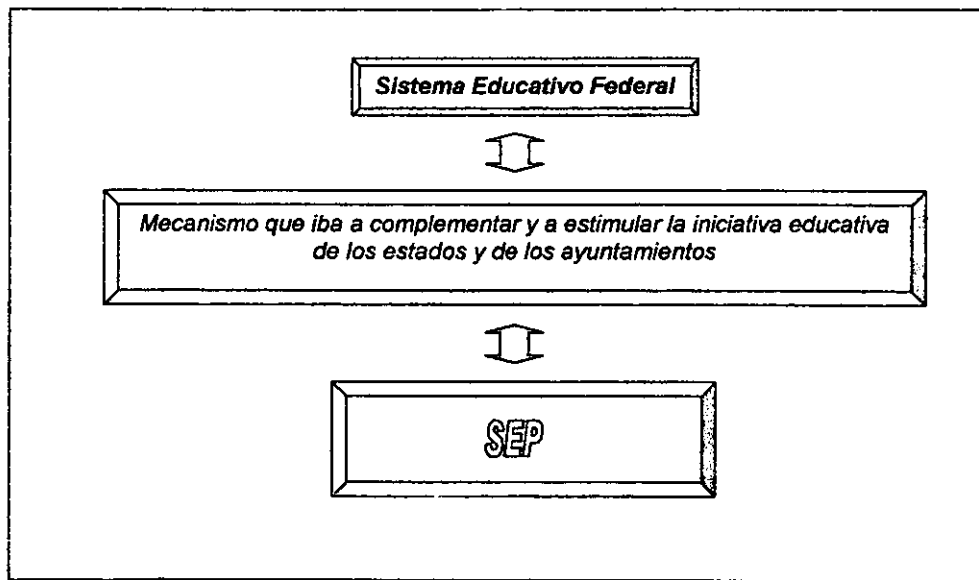 Sistema Educativo Federal
Mecanismo que iba a complementar y a estimular la iniciativa educativa
de los estados y de los ayuntamientos
SEP